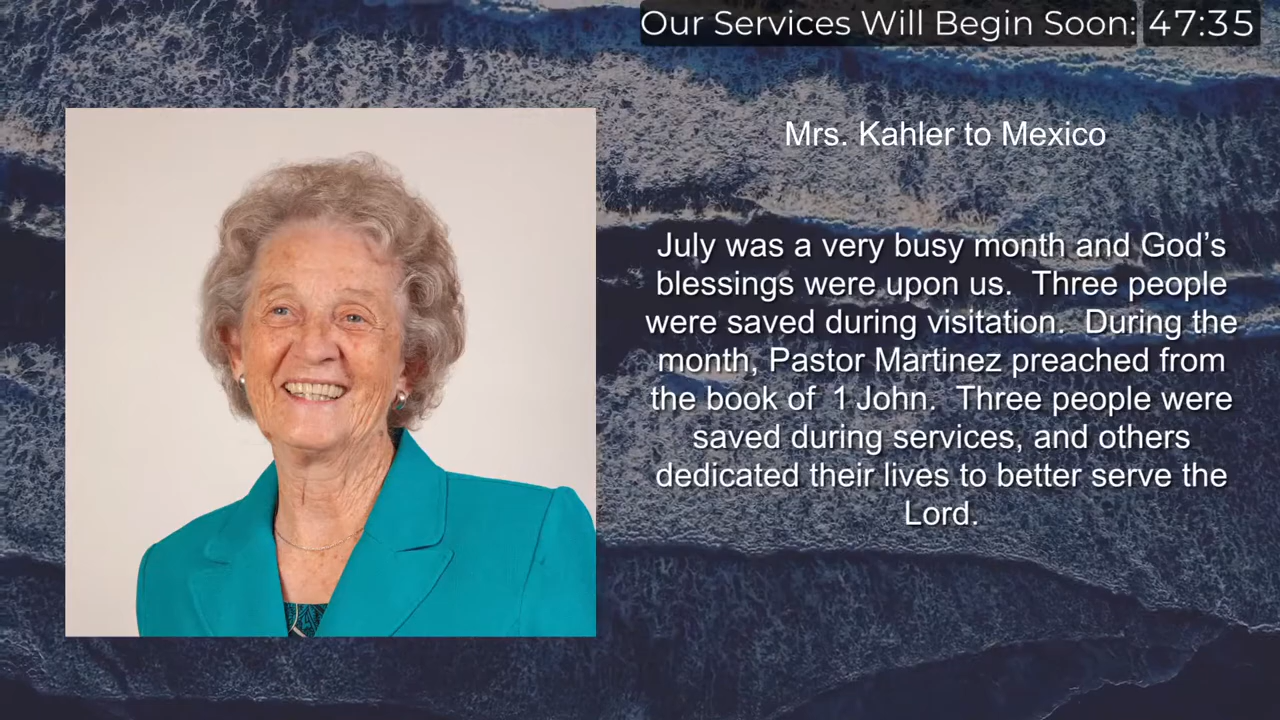 Our Services Will Begin Soon: 47:35
Mrs. Kahler to Mexico
July was a very busy month and God’s
blessings were upon us.  Three people
were saved during visitation.  During the
month, Pastor Martinez preached from
the book of  1 John.  Three people were
saved during services, and others
dedicated their lives to better serve the
Lord.